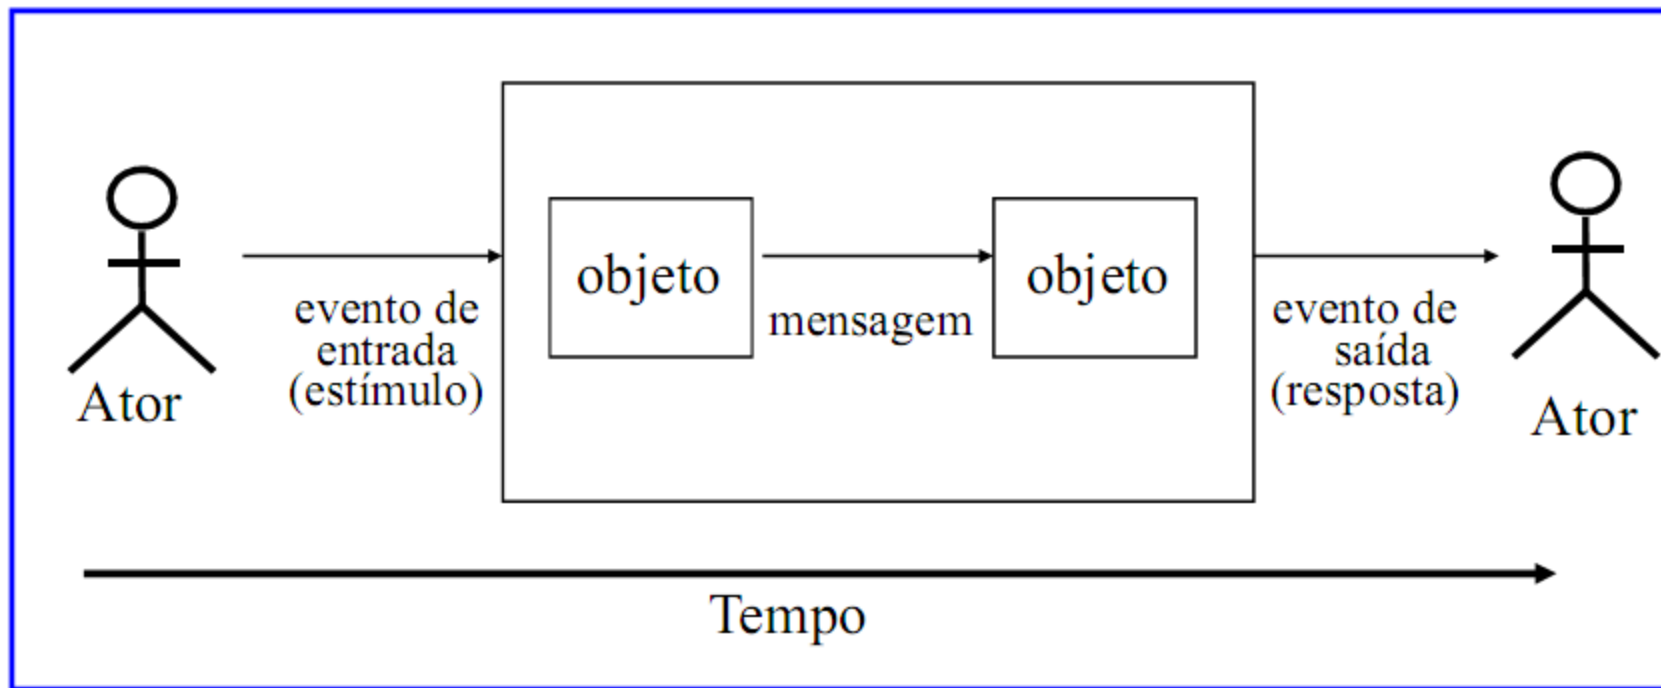 Ator
evento de
entrada
(estímulo)
objeto
mensagem
objeto
evento de
saída
(resposta)
Ator
Tempo